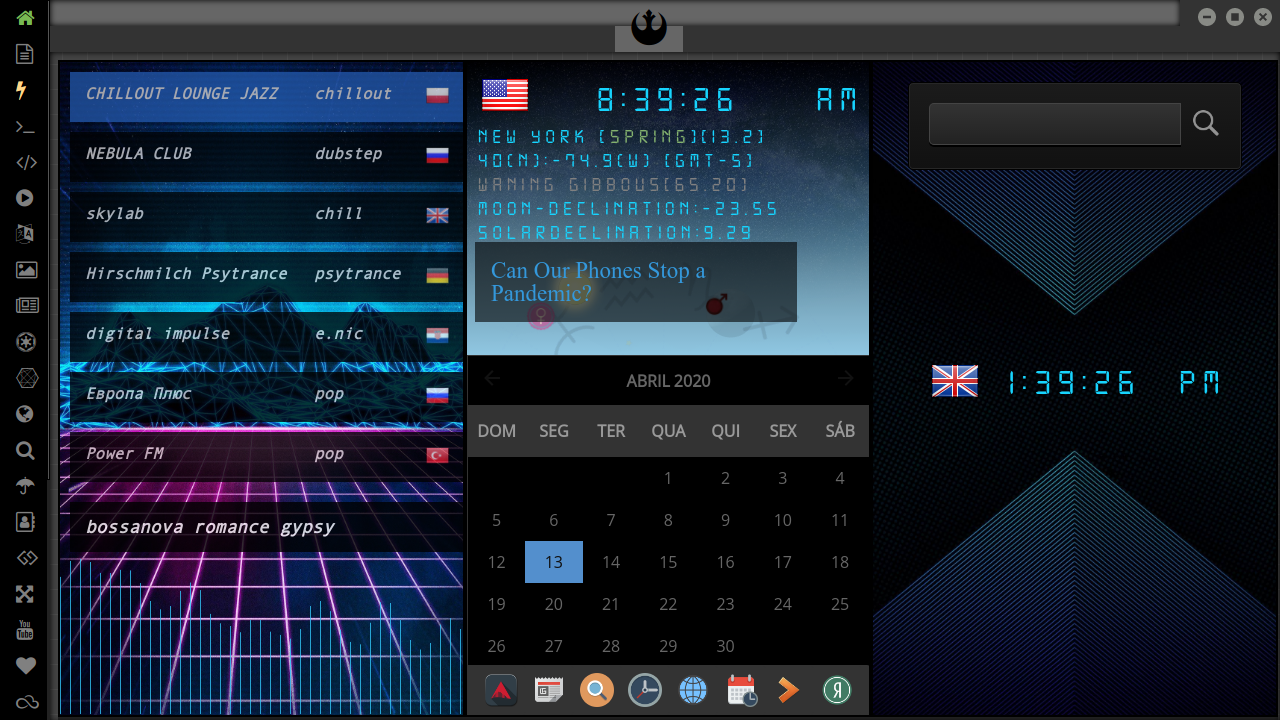 CHILLOUT LOUNGE JAZZ chillout
NEBULA CLUB dubstep
skylab chill
Hirschmilch Psytrance psytrance
digital impulse e.nic
Европа Плюс pop
Power FM pop
bossanova romance gypsy
8:39:26 AM
NEW YORK [SPRING][13.2]
40(N):-74.9(W) [GMT-5]
WANING GIBBOUS[65.20]
MOON-DECLINATION:-23.55
SOLARDECLINATION:9.29
Can Our Phones Stop a
Pandemic?
ABRIL 2020
DOM SEG TER QUA QUI SEX SÁB
1 2 3 4
5 6 7 8 9 10 11
12 13 14 15 16 17 18
19 20 21 22 23 24 25
26 27 28 29 30
1:39:26 PM
You
Tube
Я